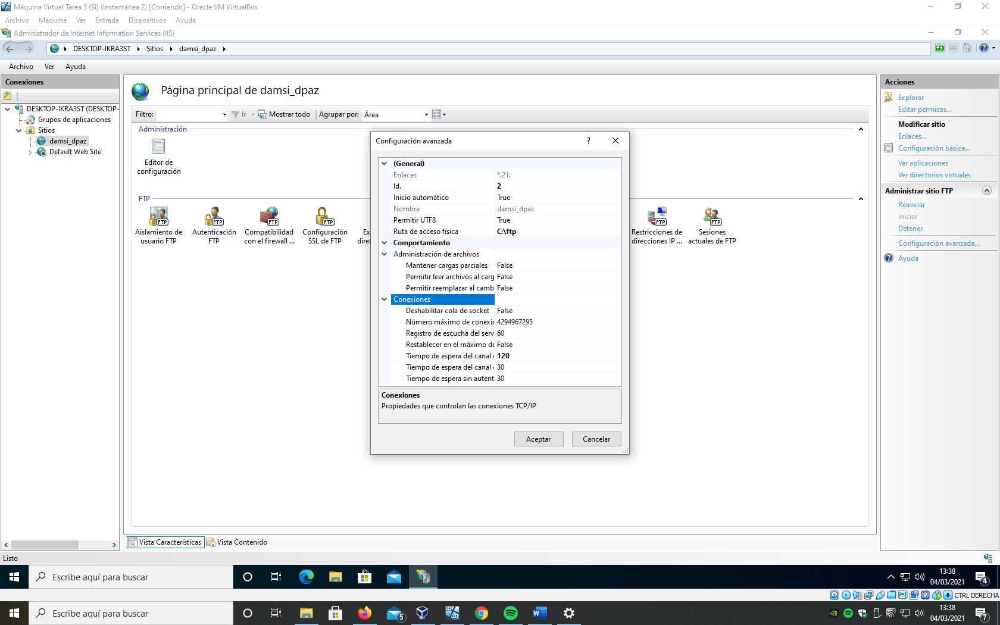 Máquina Virtual Tarea 5 (SI) (Instantánea 2) [Corriendo] - Oracle VM VirtualBox
Archivo Máquina Ver Entrada Dispositivos Ayuda
Administrador de Internet Information Services (IIS)
DESKTOP-IKRA3ST Sitios damsi_dpaz
Archivo Ver Ayuda
Conexiones
DESKTOP-IKRA3ST (DESKTOP-
Grupos de aplicaciones
Sitios
damsi_dpaz
Default Web Site
Página principal de damsi_dpaz
Filtro: Ir Mostrar todo Agrupar por: Área
Administración
Editor de
configuración
FTP
Aislamiento de
usuario FTP
Autenticación
FTP
Compatibilidad
con el firewall ...
Configuración
SSL de FTP
Ex
direc
Restricciones de
direcciones IP ...
Sesiones
actuales de FTP
Configuración avanzada ?
(General)
Enlaces *:21:
Id. 2
Inicio automático True
Nombre damsi_dpaz
Permitir UTF8 True
Ruta de acceso física C:\ftp
Comportamiento
Administración de archivos
Mantener cargas parciales False
Permitir leer archivos al carg False
Permitir reemplazar al camb False
Conexiones
Deshabilitar cola de socket False
Número máximo de conexi 4294967295
Registro de escucha del serv 60
Restablecer en el máximo de False
Tiempo de espera del canal 120
Tiempo de espera del canal 30
Tiempo de espera sin autent 30
Conexiones
Propiedades que controlan las conexiones TCP/IP
Aceptar Cancelar
Acciones
Explorar
Editar permisos...
Modificar sitio
Enlaces...
Configuración básica...
Ver aplicaciones
Ver directorios virtuales
Administrar sitio FTP
Reiniciar
Iniciar
Detener
Configuración avanzada...
Ayuda
Vista Características Vista Contenido
Listo
Escribe aquí para buscar
13:38
04/03/2021
4
CTRL DERECHA
Escribe aquí para buscar
5
13:38
04/03/2021
7